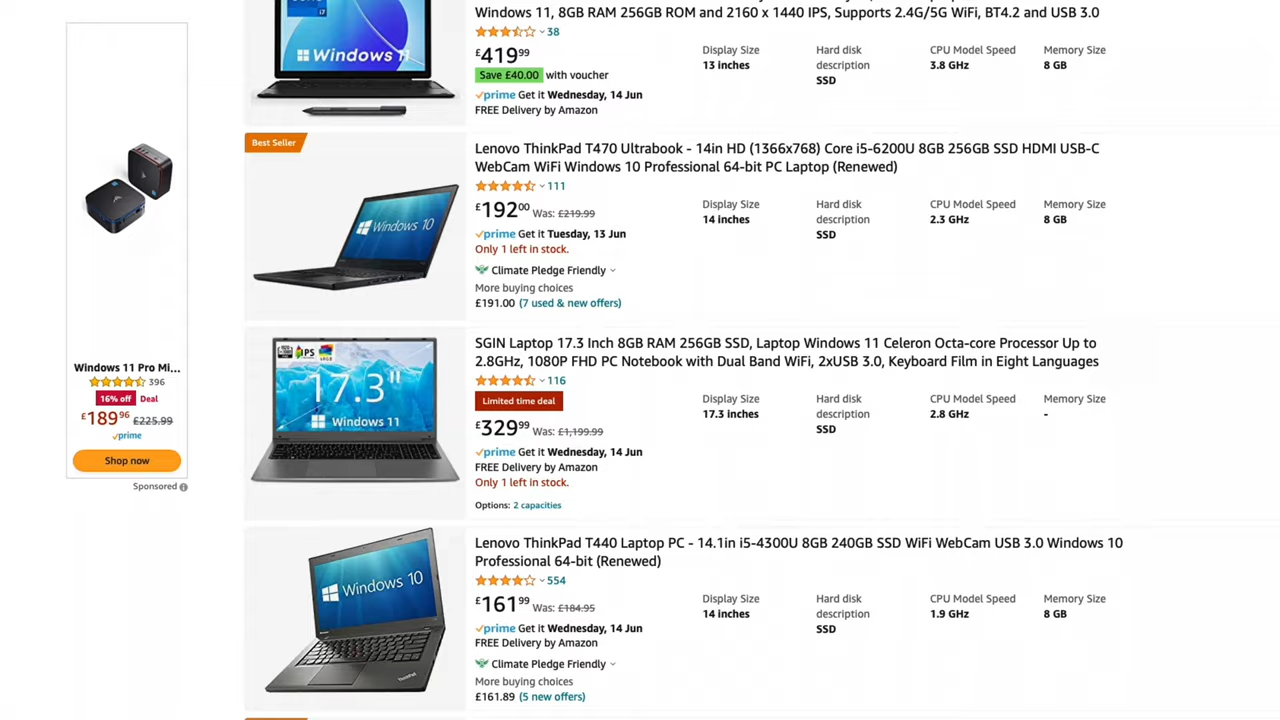 Windows 11, 8GB RAM 256GB ROM and 2160 x 1440 IPS, Supports 2.4G/5G WiFi, BT4.2 and USB 3.0
i7
Windows 11
38
£419.99
Save £40.00 with voucher
prime Get it Wednesday, 14 Jun
FREE Delivery by Amazon
Display Size
13 inches
Hard disk
description
SSD
CPU Model Speed
3.8 GHz
Memory Size
8 GB
Best Seller
Windows 10
Lenovo ThinkPad T470 Ultrabook - 14in HD (1366x768) Core i5-6200U 8GB 256GB SSD HDMI USB-C
WebCam WiFi Windows 10 Professional 64-bit PC Laptop (Renewed)
111
£192.00 Was: £219.99
prime Get it Tuesday, 13 Jun
Only 1 left in stock.
Climate Pledge Friendly
More buying choices
£191.00 (7 used & new offers)
Display Size
14 inches
Hard disk
description
SSD
CPU Model Speed
2.3 GHz
Memory Size
8 GB
IPS
17.3"
Windows 11
SGIN Laptop 17.3 Inch 8GB RAM 256GB SSD, Laptop Windows 11 Celeron Octa-core Processor Up to
2.8GHz, 1080P FHD PC Notebook with Dual Band WiFi, 2xUSB 3.0, Keyboard Film in Eight Languages
116
Limited time deal
£329.99 Was: £1,199.99
prime Get it Wednesday, 14 Jun
FREE Delivery by Amazon
Only 1 left in stock.
Options: 2 capacities
Display Size
17.3 inches
Hard disk
description
SSD
CPU Model Speed
2.8 GHz
Memory Size
-
Windows 10
ThinkPad
Lenovo ThinkPad T440 Laptop PC - 14.1in i5-4300U 8GB 240GB SSD WiFi WebCam USB 3.0 Windows 10
Professional 64-bit (Renewed)
554
£161.99 Was: £184.95
prime Get it Wednesday, 14 Jun
FREE Delivery by Amazon
Climate Pledge Friendly
More buying choices
£161.89 (5 new offers)
Display Size
14 inches
Hard disk
description
SSD
CPU Model Speed
1.9 GHz
Memory Size
8 GB
Windows 11 Pro Mi...
396
16% off Deal
£189.96 £225.99
prime
Shop now
Sponsored